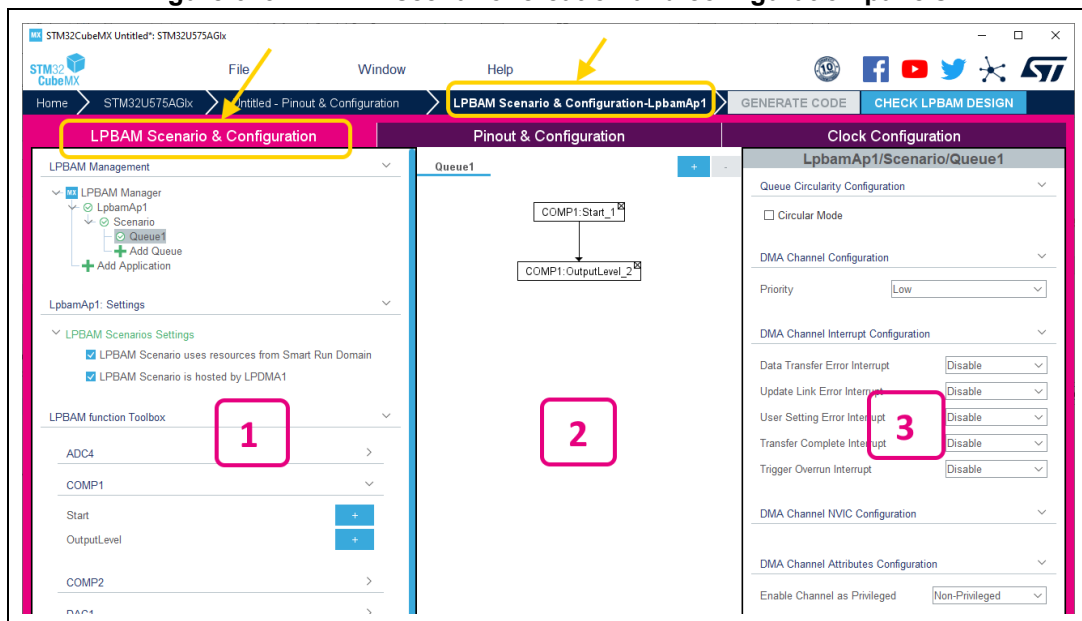 STM32CubeMX Untitled*: STM32U575AGIx
STM32 CubeMX
File Window Help
Home STM32U575AGIx Untitled - Pinout & Configuration LPBAM Scenario & Configuration-LpbamAp1 GENERATE CODE CHECK LPBAM DESIGN
LPBAM Scenario & Configuration Pinout & Configuration Clock Configuration
LPBAM Management
LPBAM Manager
LpbamAp1
Scenario
Queue1
Add Queue
Add Application
LpbamAp1: Settings
LPBAM Scenarios Settings
LPBAM Scenario uses resources from Smart Run Domain
LPBAM Scenario is hosted by LPDMA1
LPBAM function Toolbox
1
ADC4
COMP1
Start +
OutputLevel +
COMP2
DAC1
Queue1 + -
COMP1:Start_1
COMP1:OutputLevel_2
2
LpbamAp1/Scenario/Queue1
Queue Circularity Configuration
Circular Mode
DMA Channel Configuration
Priority Low
DMA Channel Interrupt Configuration
Data Transfer Error Interrupt Disable
Update Link Error Interrupt Disable
User Setting Error Interrupt Disable
3
Transfer Complete Interrupt Disable
Trigger Overrun Interrupt Disable
DMA Channel NVIC Configuration
DMA Channel Attributes Configuration
Enable Channel as Privileged Non-Privileged